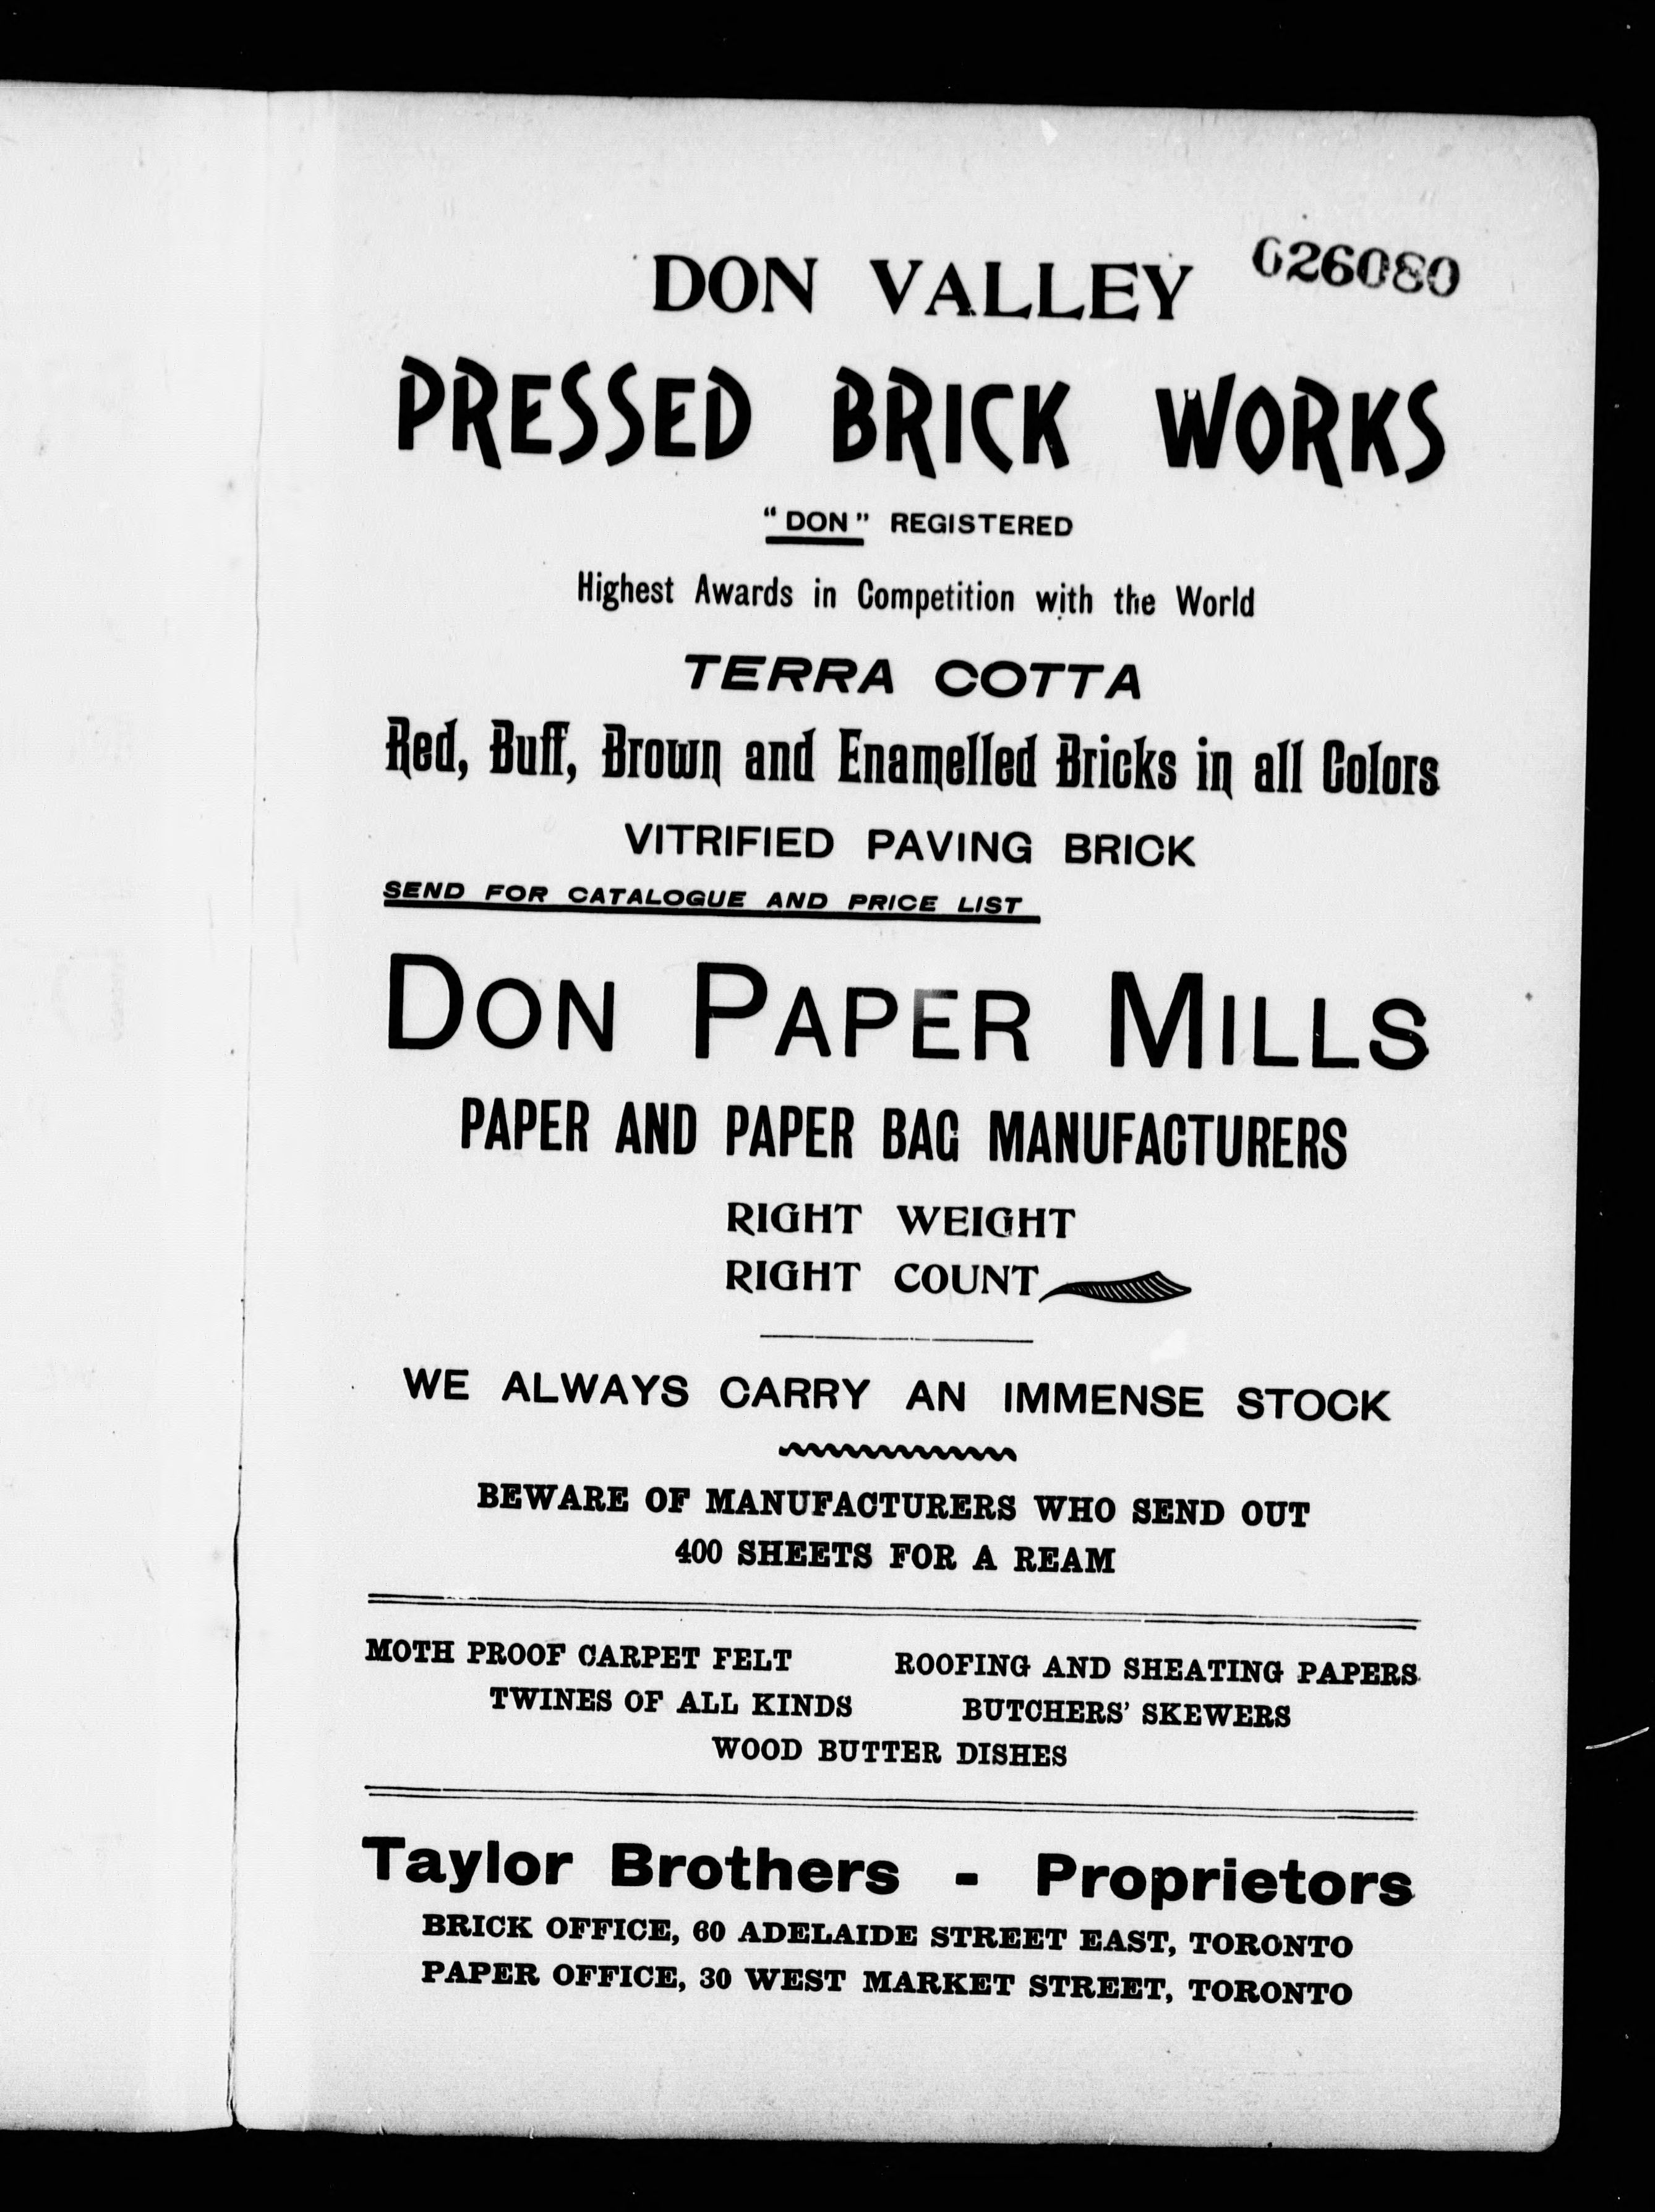 DON VALLEY
026080
PRESSED BRICK WORKS
"DON" REGISTERED
Highest Awards in Competition with the World
TERRA COTTA
Red, Buff, Brown and Enamelled Bricks in all Colors
VITRIFIED PAVING BRICK
SEND FOR CATALOGUE AND PRICE LIST
DON PAPER MILLS
PAPER AND PAPER BAG MANUFACTURERS
RIGHT WEIGHT
RIGHT COUNT
WE ALWAYS CARRY AN IMMENSE STOCK
BEWARE OF MANUFACTURERS WHO SEND OUT
400 SHEETS FOR A REAM
MOTH PROOF CARPET FELT ROOFING AND SHEATING PAPERS
TWINES OF ALL KINDS BUTCHERS' SKEWERS
WOOD BUTTER DISHES
Taylor Brothers - Proprietors
BRICK OFFICE, 60 ADELAIDE STREET EAST, TORONTO
PAPER OFFICE, 30 WEST MARKET STREET, TORONTO